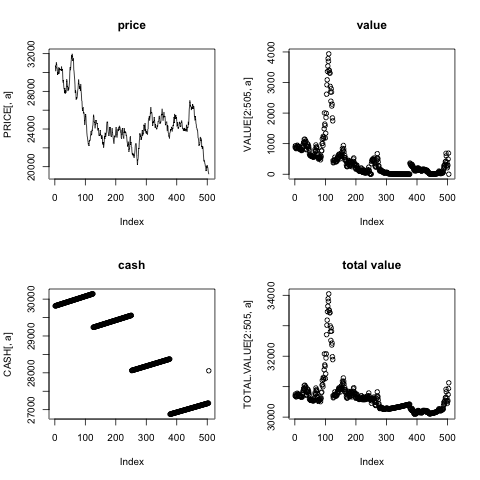 price
PRICE[, a]
20000 24000 28000 32000
0 100 200 300 400 500
Index
value
VALUE[2:505, a]
0 1000 2000 3000 4000
0 100 200 300 400 500
Index
cash
CASH[, a]
27000 28000 29000 30000
0 100 200 300 400 500
Index
total value
TOTAL.VALUE[2:505, a]
30000 32000 34000
0 100 200 300 400 500
Index